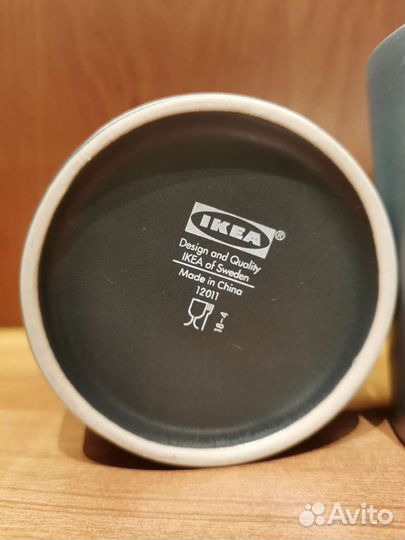 IKEA®
Design and Quality
IKEA of Sweden
Made in China
12011
18-4
Avito